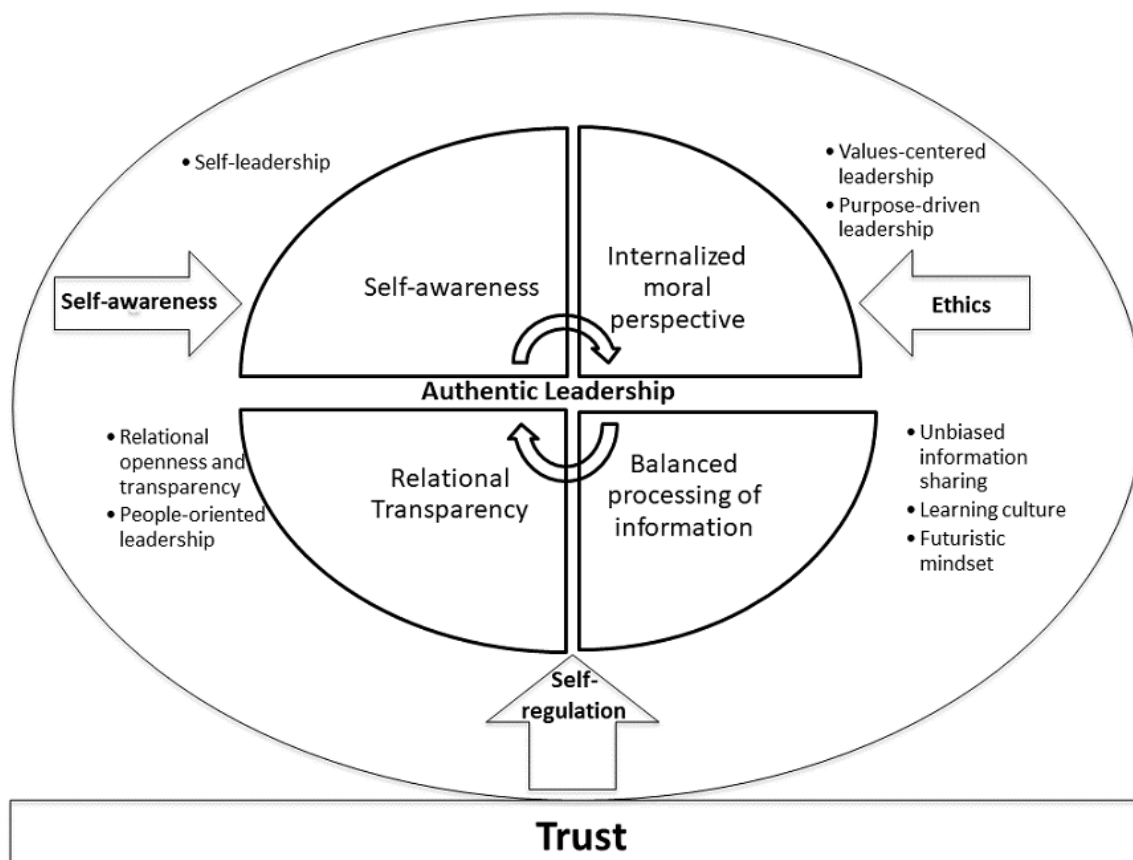 • Self-leadership
• Values-centered
leadership
• Purpose-driven
leadership
Self-awareness
Self-awareness
Internalized
moral
perspective
Ethics
Authentic Leadership
• Relational
openness and
transparency
• People-oriented
leadership
Relational
Transparency
Balanced
processing of
information
• Unbiased
information
sharing
• Learning culture
• Futuristic
mindset
Self-
regulation
Trust